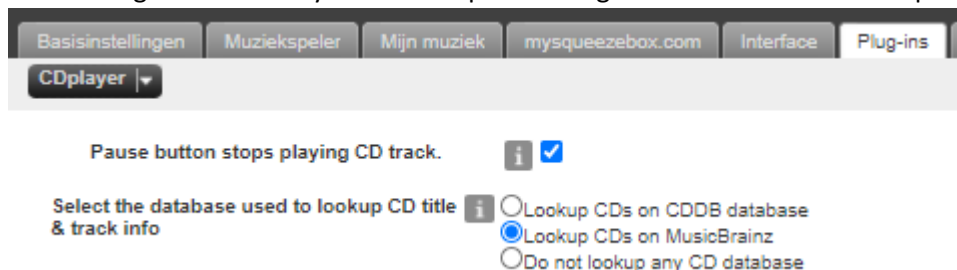 Basisinstellingen Muziekspeler Mijn muziek mysqueezebox.com Interface Plug-ins
CDplayer
Pause button stops playing CD track.
Select the database used to lookup CD title
& track info
Lookup CDs on CDDB database
Lookup CDs on MusicBrainz
Do not lookup any CD database